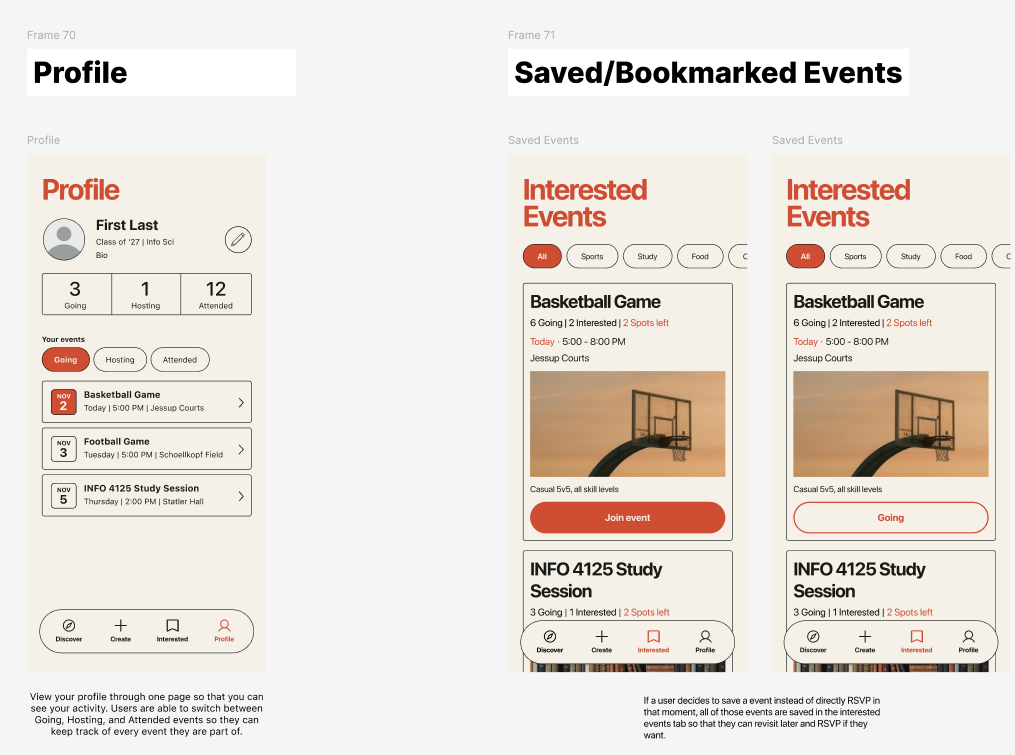 Frame 70
Profile
Profile
Profile
First Last
Class of '27 | Info Sci
Bio
3
Going
1
Hosting
12
Attended
Your events
Going
Hosting
Attended
NOV
2
Basketball Game
Today | 5:00 PM | Jessup Courts
NOV
3
Football Game
Tuesday | 5:00 PM | Schoellkopf Field
NOV
5
INFO 4125 Study Session
Thursday | 2:00 PM | Statler Hall
Discover
Create
Interested
Profile
View your profile through one page so that you can
see your activity. Users are able to switch between
Going, Hosting, and Attended events so they can
keep track of every event they are part of.
Frame 71
Saved/Bookmarked Events
Saved Events
Interested
Events
All
Sports
Study
Food
C
Basketball Game
6 Going | 2 Interested | 2 Spots left
Today · 5:00 - 8:00 PM
Jessup Courts
Casual 5v5, all skill levels
Join event
INFO 4125 Study
Session
3 Going | 1 Interested | 2 Spots left
Discover
Create
Interested
Profile
Saved Events
Interested
Events
All
Sports
Study
Food
C
Basketball Game
6 Going | 2 Interested | 2 Spots left
Today · 5:00 - 8:00 PM
Jessup Courts
Casual 5v5, all skill levels
Going
INFO 4125 Study
Session
3 Going | 1 Interested | 2 Spots left
Discover
Create
Interested
Profile
If a user decides to save a event instead of directly RSVP in
that moment, all of those events are saved in the interested
events tab so that they can revisit later and RSVP if they
want.